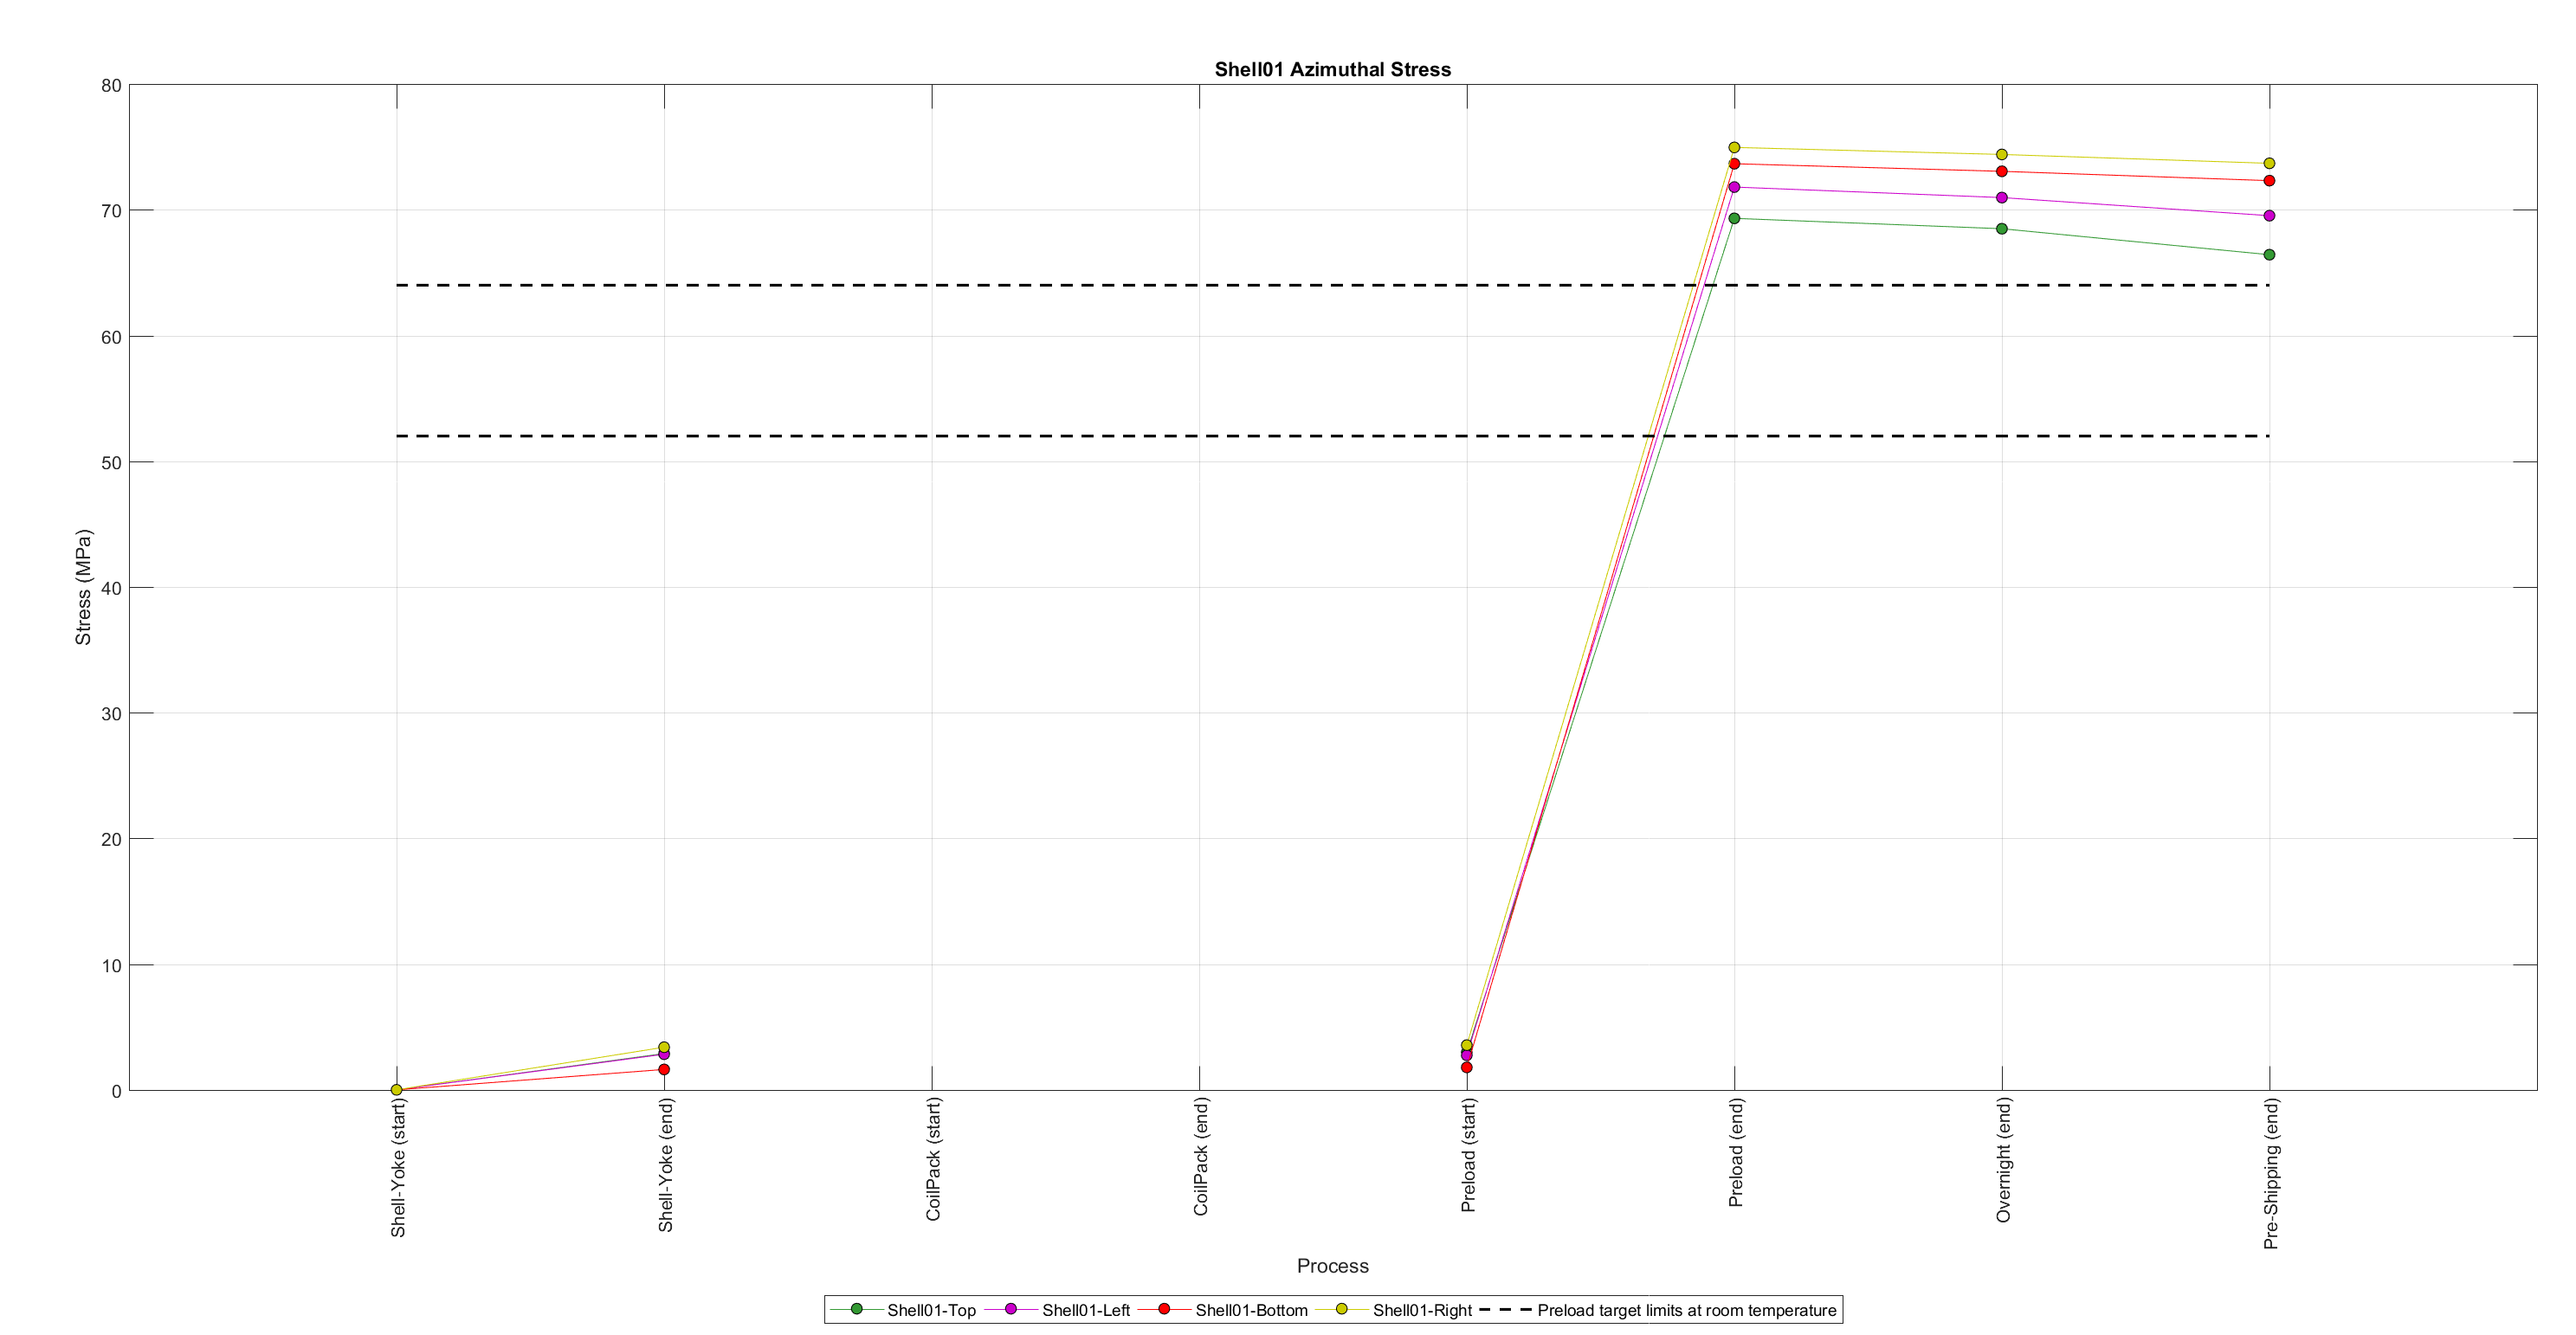 Shell01 Azimuthal Stress
80
70
60
50
40
30
20
10
0
Stress (MPa)
Shell-Yoke (start)
Shell-Yoke (end)
CoilPack (start)
CoilPack (end)
Preload (start)
Preload (end)
Overnight (end)
Pre-Shipping (end)
Process
Shell01-Top Shell01-Left Shell01-Bottom Shell01-Right Preload target limits at room temperature